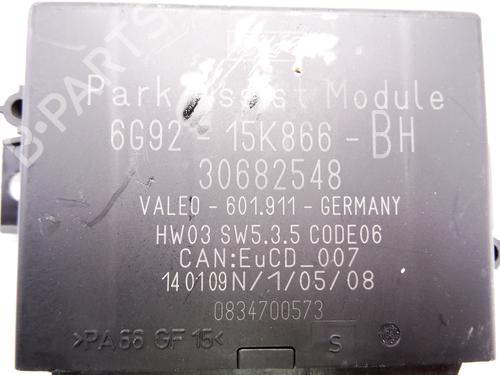 Park Assist Module
6G92 - 15K866 - BH
30682548
VALEO - 601.911 - GERMANY
HW03 SW5.3.5 CODE06
CAN:EuCD_007
140109N/1/05/08
0834700573
>PA66 GF 15<
S
B-PARTS